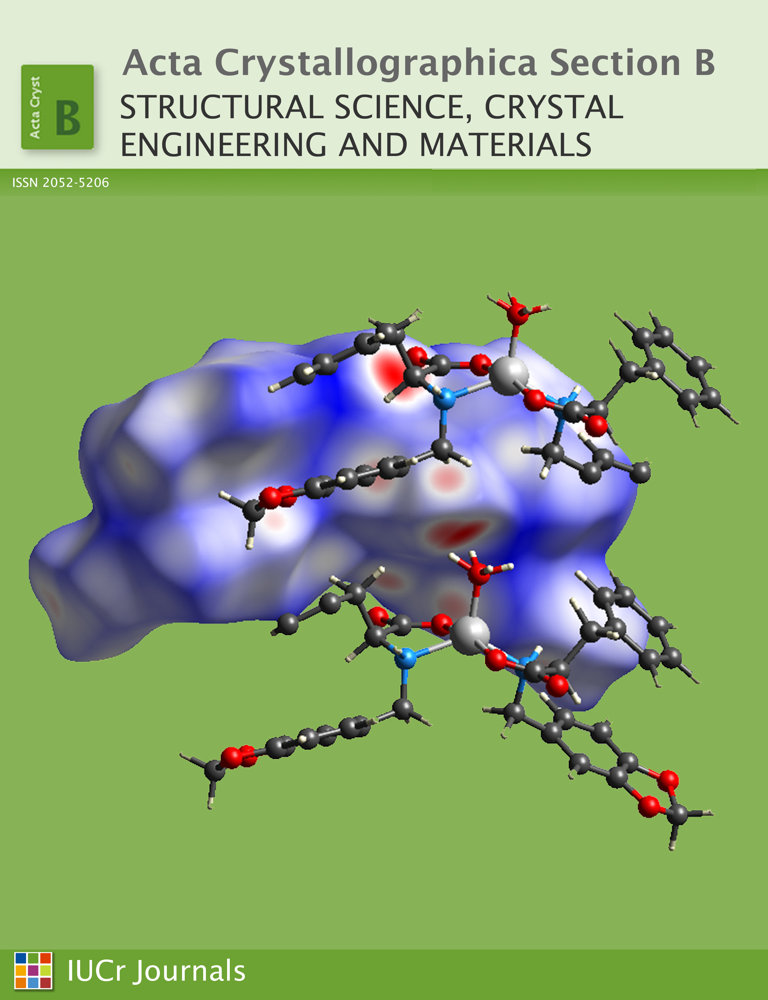 Acta Crystallographica Section B
Acta Cryst
B
STRUCTURAL SCIENCE, CRYSTAL
ENGINEERING AND MATERIALS
ISSN 2052-5206
IUCr Journals